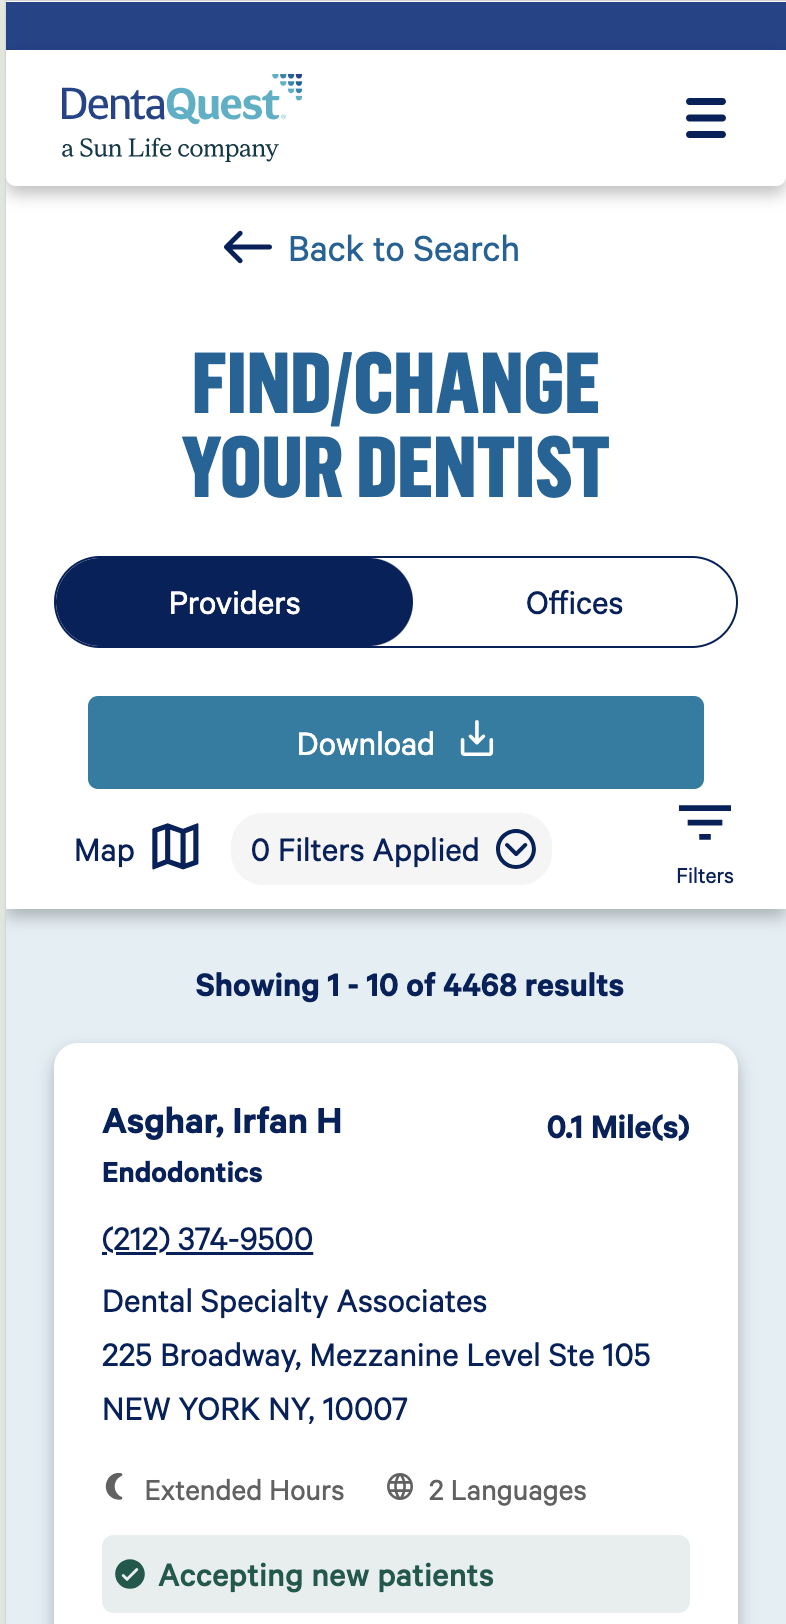 DentaQuest
a Sun Life company
Back to Search
FIND/CHANGE
YOUR DENTIST
Providers
Offices
Download
Map
0 Filters Applied
Filters
Showing 1 - 10 of 4468 results
Asghar, Irfan H
0.1 Mile(s)
Endodontics
(212) 374-9500
Dental Specialty Associates
225 Broadway, Mezzanine Level Ste 105
NEW YORK NY, 10007
Extended Hours
2 Languages
Accepting new patients